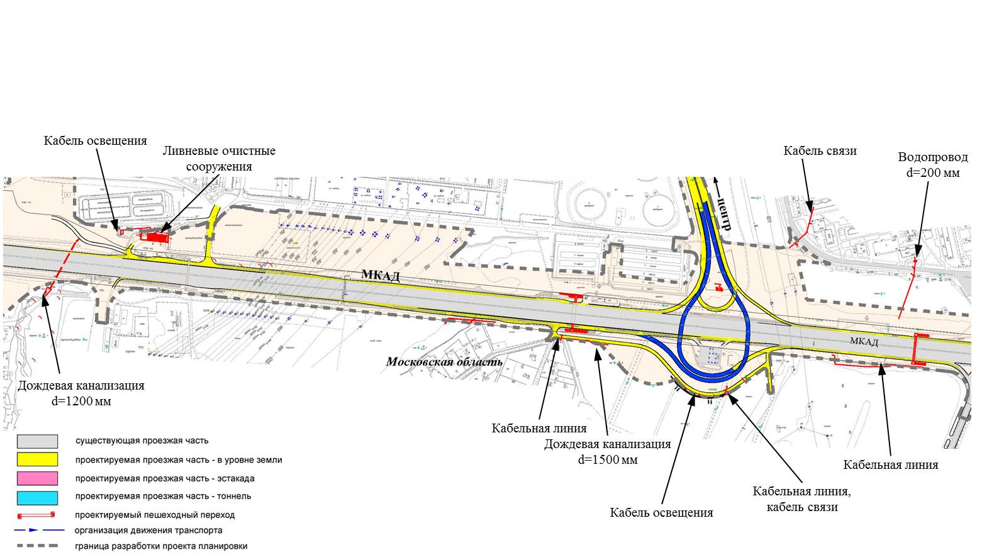 Кабель освещения
Ливневые очистные
сооружения
Кабель связи
Водопровод
d=200 мм
центр
МКАД
МКАД
Московская область
Дождевая канализация
d=1200 мм
Кабельная линия
Дождевая канализация
d=1500 мм
Кабельная линия
Кабельная линия,
кабель связи
Кабель освещения
существующая проезжая часть
проектируемая проезжая часть - в уровне земли
проектируемая проезжая часть - эстакада
проектируемая проезжая часть - тоннель
проектируемый пешеходный переход
организация движения транспорта
граница разработки проекта планировки